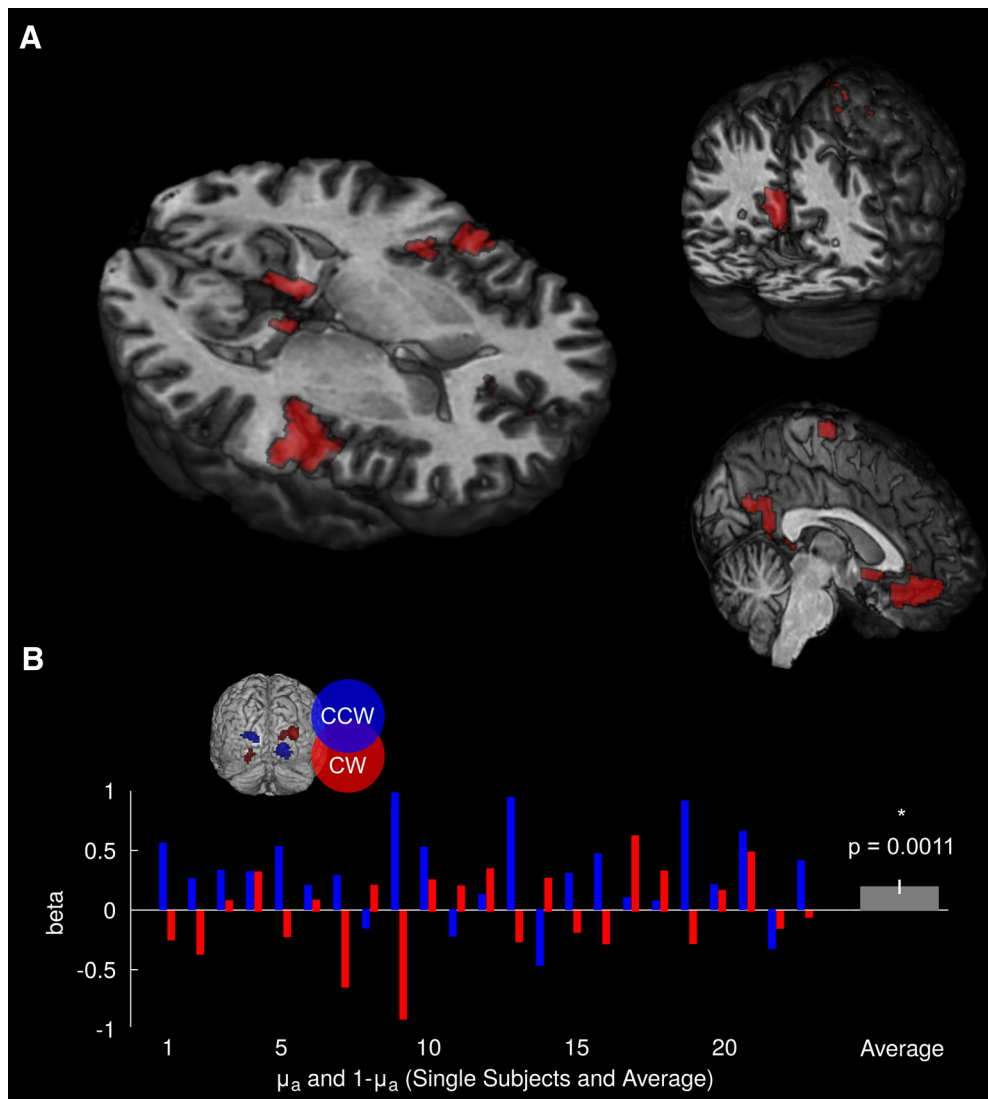 A
B
CCW
CW
1
0.5
0
-0.5
-1
beta
*
p = 0.0011
1 5 10 15 20 Average
μa and 1-μa (Single Subjects and Average)